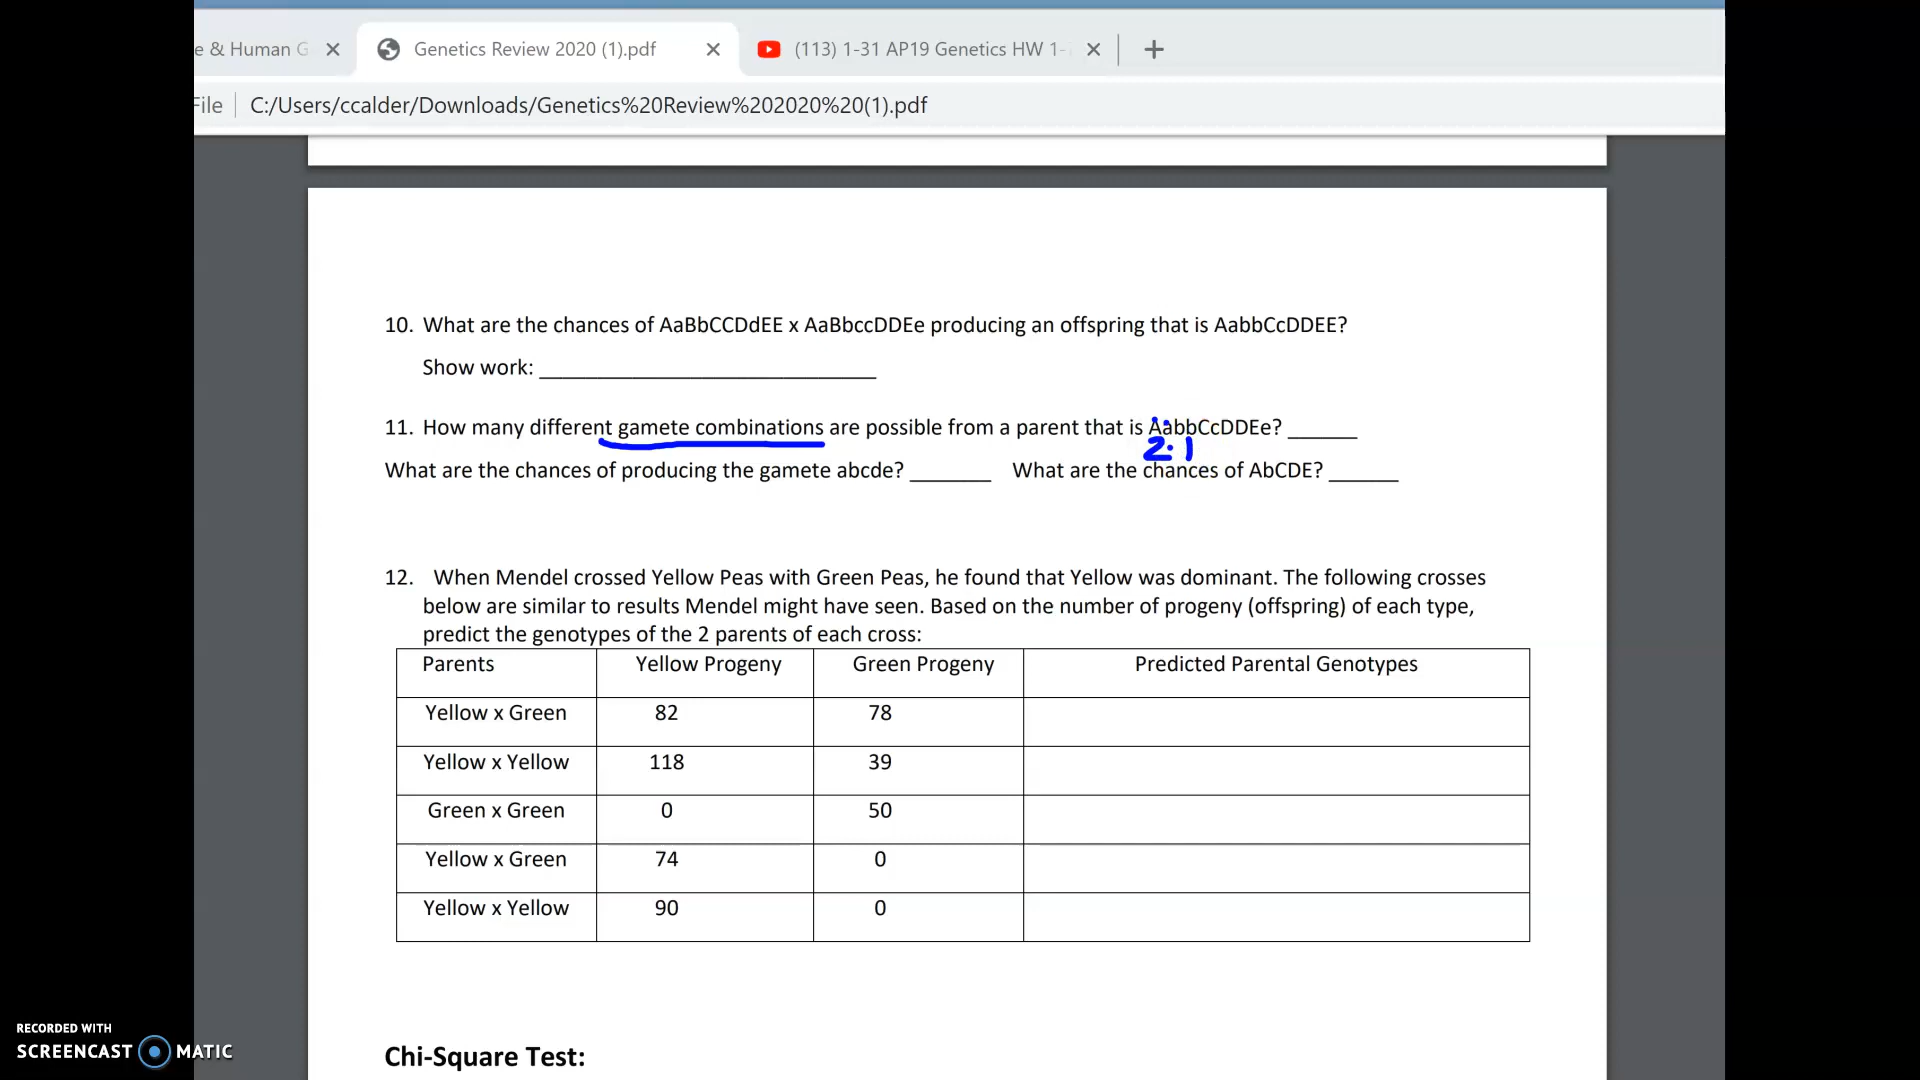 e & Human G
Genetics Review 2020 (1).pdf
(113) 1-31 AP19 Genetics HW 1-
File C:/Users/ccalder/Downloads/Genetics%20Review%202020%20(1).pdf
10. What are the chances of AaBbCCDdEE x AaBbccDDEe producing an offspring that is AabbCcDDEE?
Show work: ____________________________
11. How many different gamete combinations are possible from a parent that is AabbCcDDEe? ______
2·1
What are the chances of producing the gamete abcde? _______ What are the chances of AbCDE? ______
12. When Mendel crossed Yellow Peas with Green Peas, he found that Yellow was dominant. The following crosses
below are similar to results Mendel might have seen. Based on the number of progeny (offspring) of each type,
predict the genotypes of the 2 parents of each cross:
Parents Yellow Progeny Green Progeny Predicted Parental Genotypes
Yellow x Green 82 78
Yellow x Yellow 118 39
Green x Green 0 50
Yellow x Green 74 0
Yellow x Yellow 90 0
Chi-Square Test:
RECORDED WITH
SCREENCAST MATIC